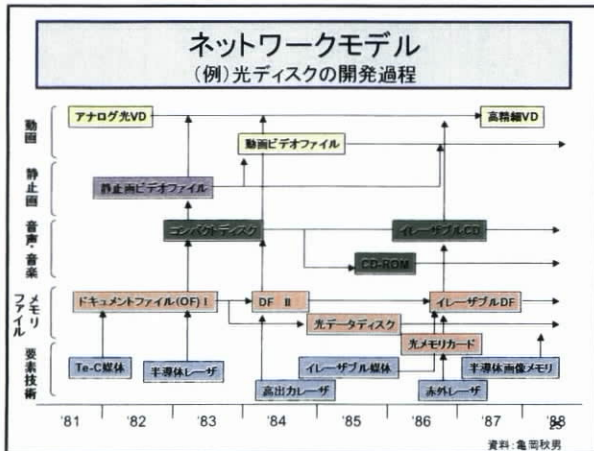 ネットワークモデル
(例)光ディスクの開発過程
動画
アナログ光VD
高精細VD
動画ビデオファイル
静止画
静止画ビデオファイル
音声・音楽
コンパクトディスク
イレーザブルCD
CD-ROM
メモリファイル
ドキュメントファイル(OF) I
DF II
イレーザブルDF
光データディスク
光メモリカード
要素技術
Te-C媒体
半導体レーザ
イレーザブル媒体
半導体画像メモリ
高出力レーザ
赤外レーザ
'81 '82 '83 '84 '85 '86 '87 '88
25
資料:亀岡秋男